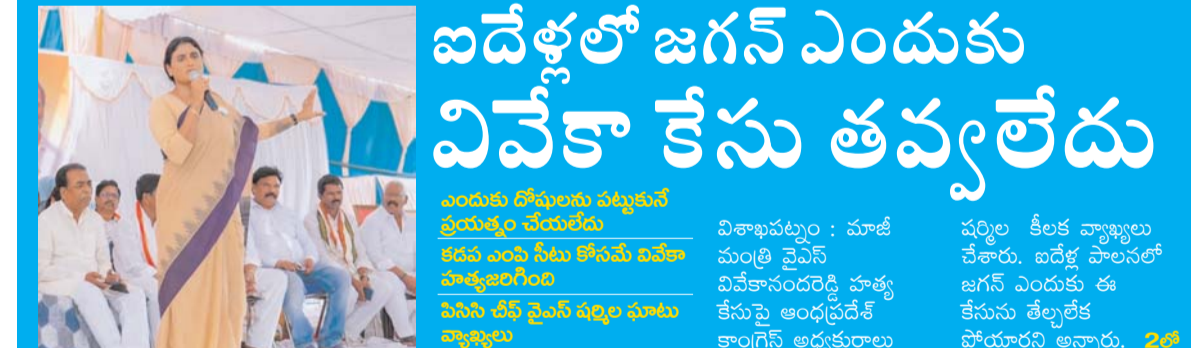 ఐదేళ్లలో జగన్ ఎందుకు
వివేకా కేసు తవ్వలేదు
ఎందుకు దోషులను పట్టుకునే
ప్రయత్నం చేయలేదు
కడప ఎంపి సీటు కోసమే వివేకా
హత్యజరిగింది
పిసిసి చీఫ్ వైఎస్ షర్మిల ఘాటు
వ్యాఖ్యలు
విశాఖపట్నం : మాజీ
మంత్రి వైఎస్
వివేకానందరెడ్డి హత్య
కేసుపై ఆంధప్రదేశ్
కాంగ్రెస్ అధ్యక్షురాలు
షర్మిల కీలక వ్యాఖ్యలు
చేశారు. ఐదేళ్ల పాలనలో
జగన్ ఎందుకు ఈ
కేసును తేల్చలేక
పోయారని అన్నారు. 2లో